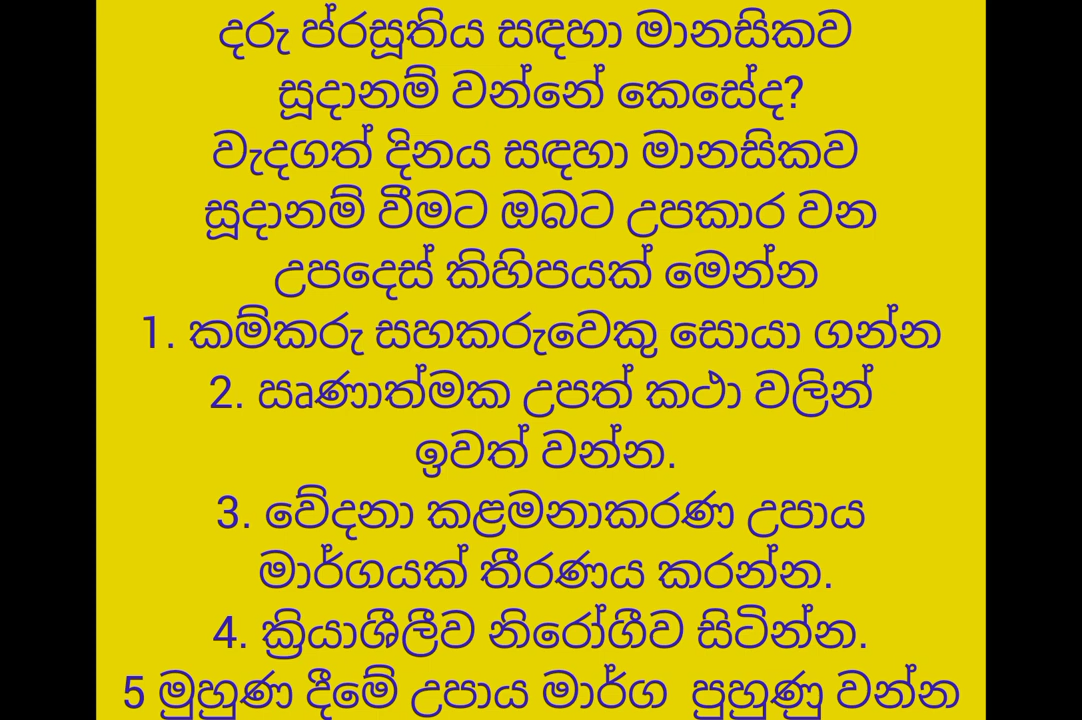 දරු ප්රසූතිය සඳහා මානසිකව
සූදානම් වන්නේ කෙසේද?
වැදගත් දිනය සඳහා මානසිකව
සූදානම් වීමට ඔබට උපකාර වන
උපදෙස් කිහිපයක් මෙන්න
1. කම්කරු සහකරුවෙකු සොයා ගන්න
2. ඍණාත්මක උපත් කථා වලින්
ඉවත් වන්න.
3. වේදනා කළමනාකරණ උපාය
මාර්ගයක් තීරණය කරන්න.
4. ක්‍රියාශීලීව නිරෝගීව සිටින්න.
5 මුහුණ දීමේ උපාය මාර්ග  පුහුණු වන්න